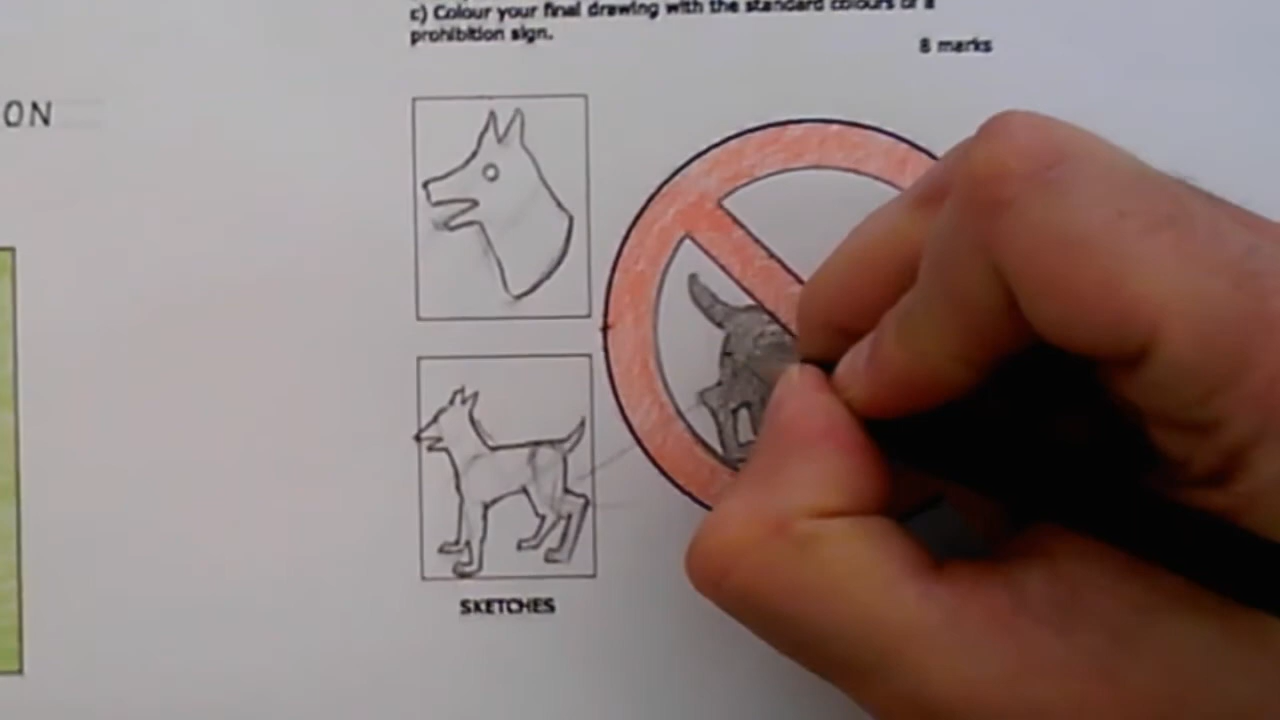 c) Colour your final drawing with the standard colours of a
prohibition sign.
8 marks
ON
SKETCHES